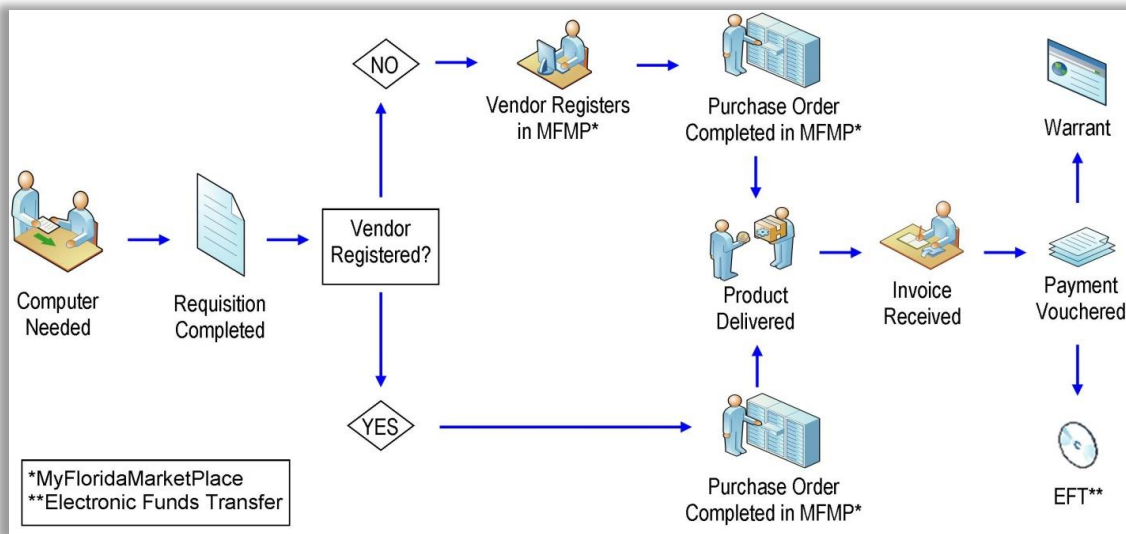 NO
Vendor Registers
in MFMP*
Purchase Order
Completed in MFMP*
Warrant
Computer
Needed
Requisition
Completed
Vendor
Registered?
Product
Delivered
Invoice
Received
Payment
Vouchered
YES
Purchase Order
Completed in MFMP*
EFT**
*MyFloridaMarketPlace
**Electronic Funds Transfer